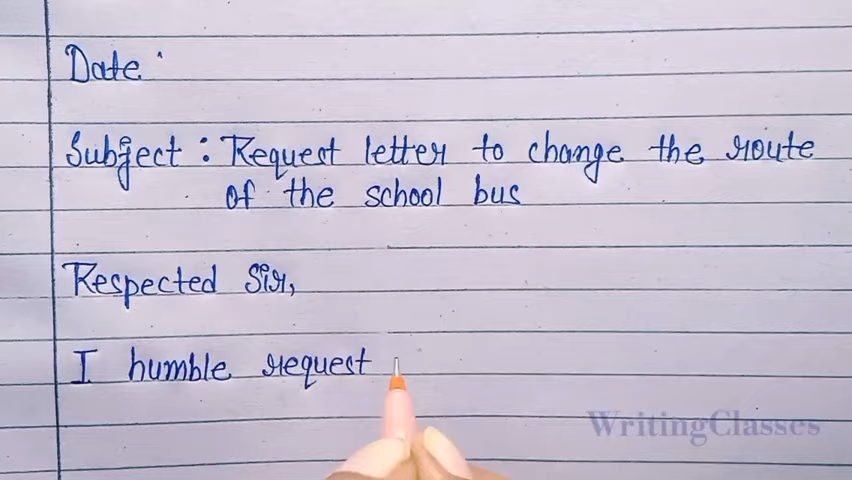 Date:
Subject : Request letter to change the route
of the school bus
Respected Sir,
I humble request
WritingClasses